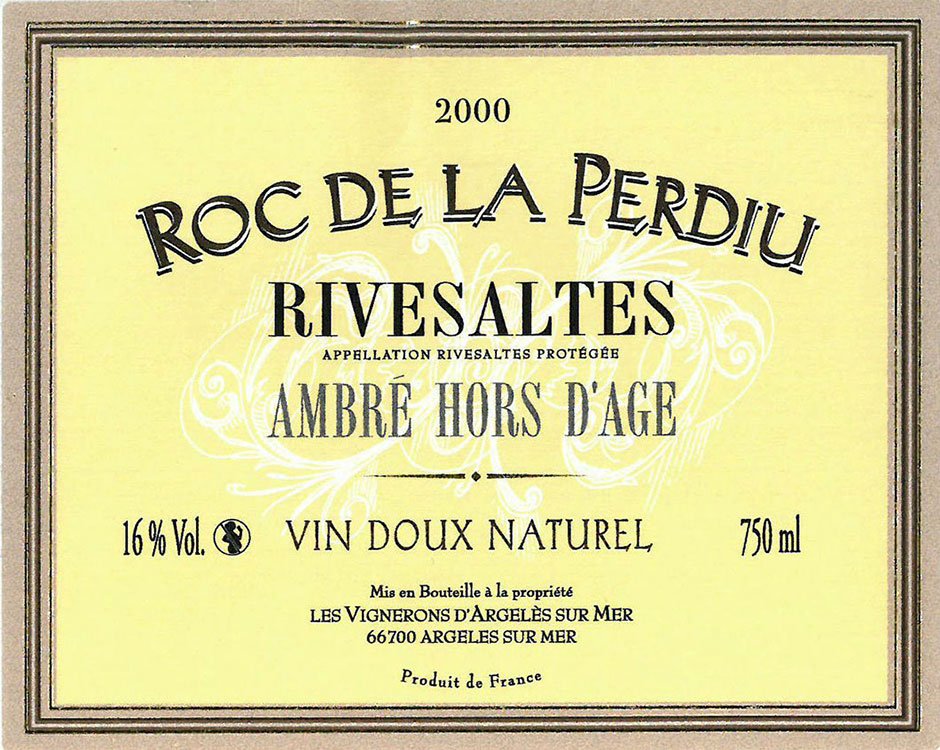 2000
ROC DE LA PERDIU
RIVESALTES
APPELLATION RIVESALTES PROTÉGÉE
AMBRÉ HORS D'AGE
16 % Vol. VIN DOUX NATUREL 750 ml
Mis en Bouteille à la propriété
LES VIGNERONS D'ARGELÈS SUR MER
66700 ARGELES SUR MER
Produit de France